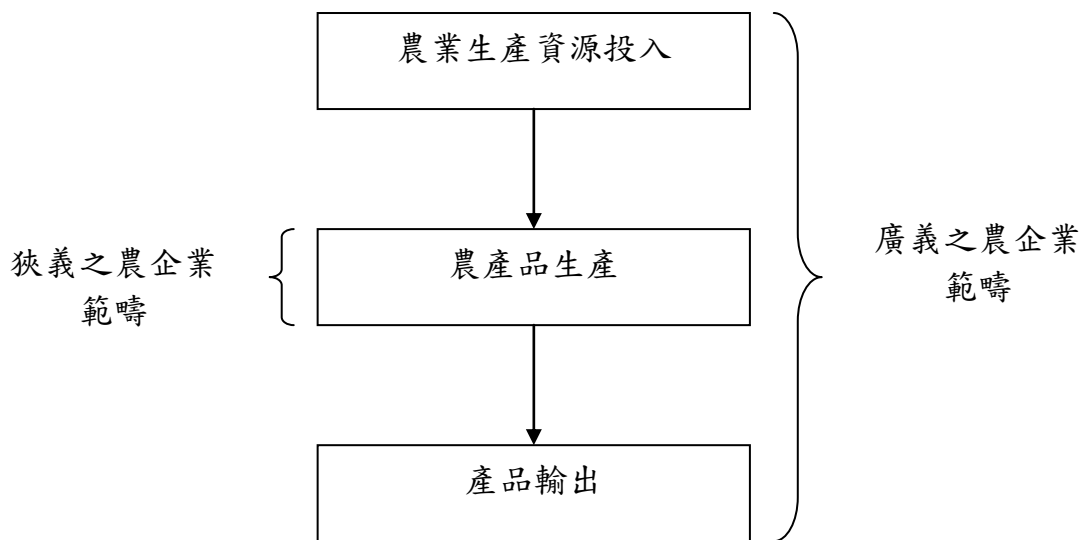 農業生產資源投入
狹義之農企業
範疇
農產品生產
廣義之農企業
範疇
產品輸出